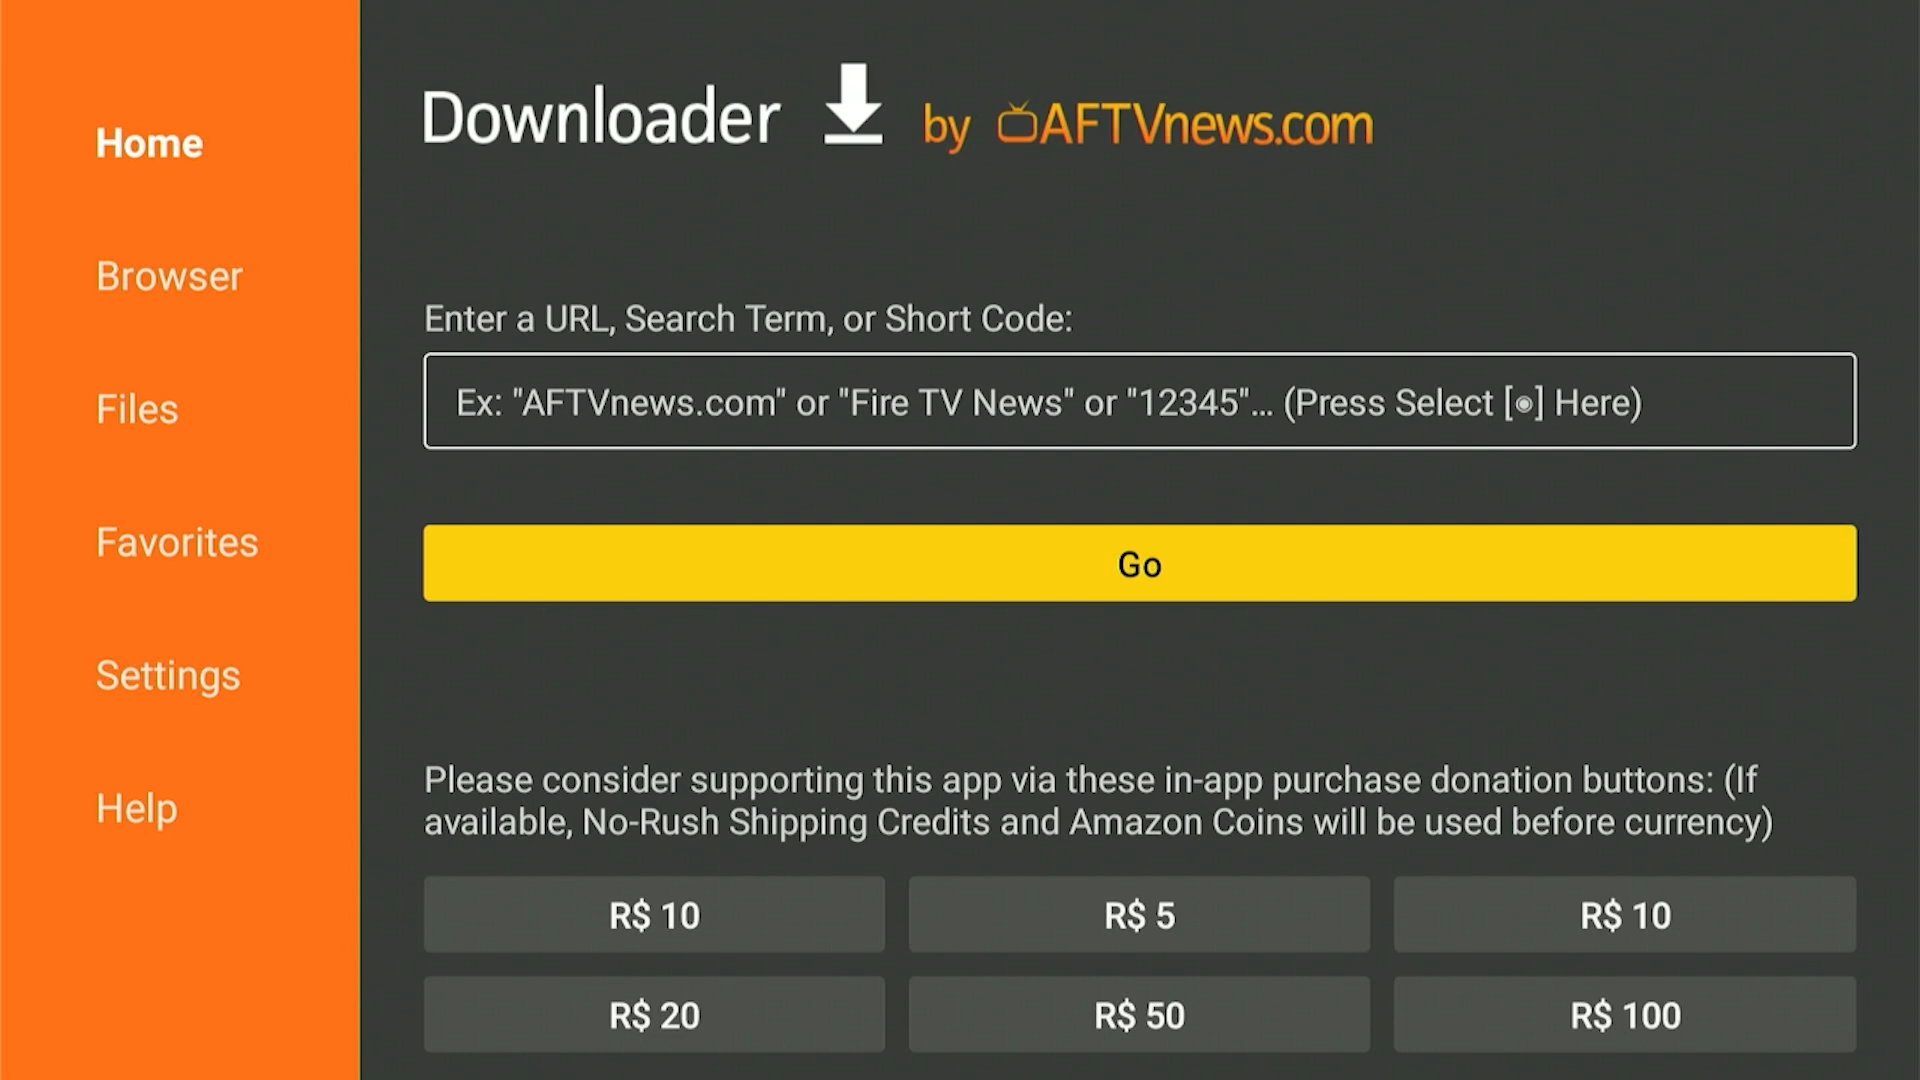 Home
Browser
Files
Favorites
Settings
Help
Downloader by AFTVnews.com
Enter a URL, Search Term, or Short Code:
Ex: "AFTVnews.com" or "Fire TV News" or "12345"... (Press Select [◉] Here)
Go
Please consider supporting this app via these in-app purchase donation buttons: (If
available, No-Rush Shipping Credits and Amazon Coins will be used before currency)
R$ 10 R$ 5 R$ 10
R$ 20 R$ 50 R$ 100